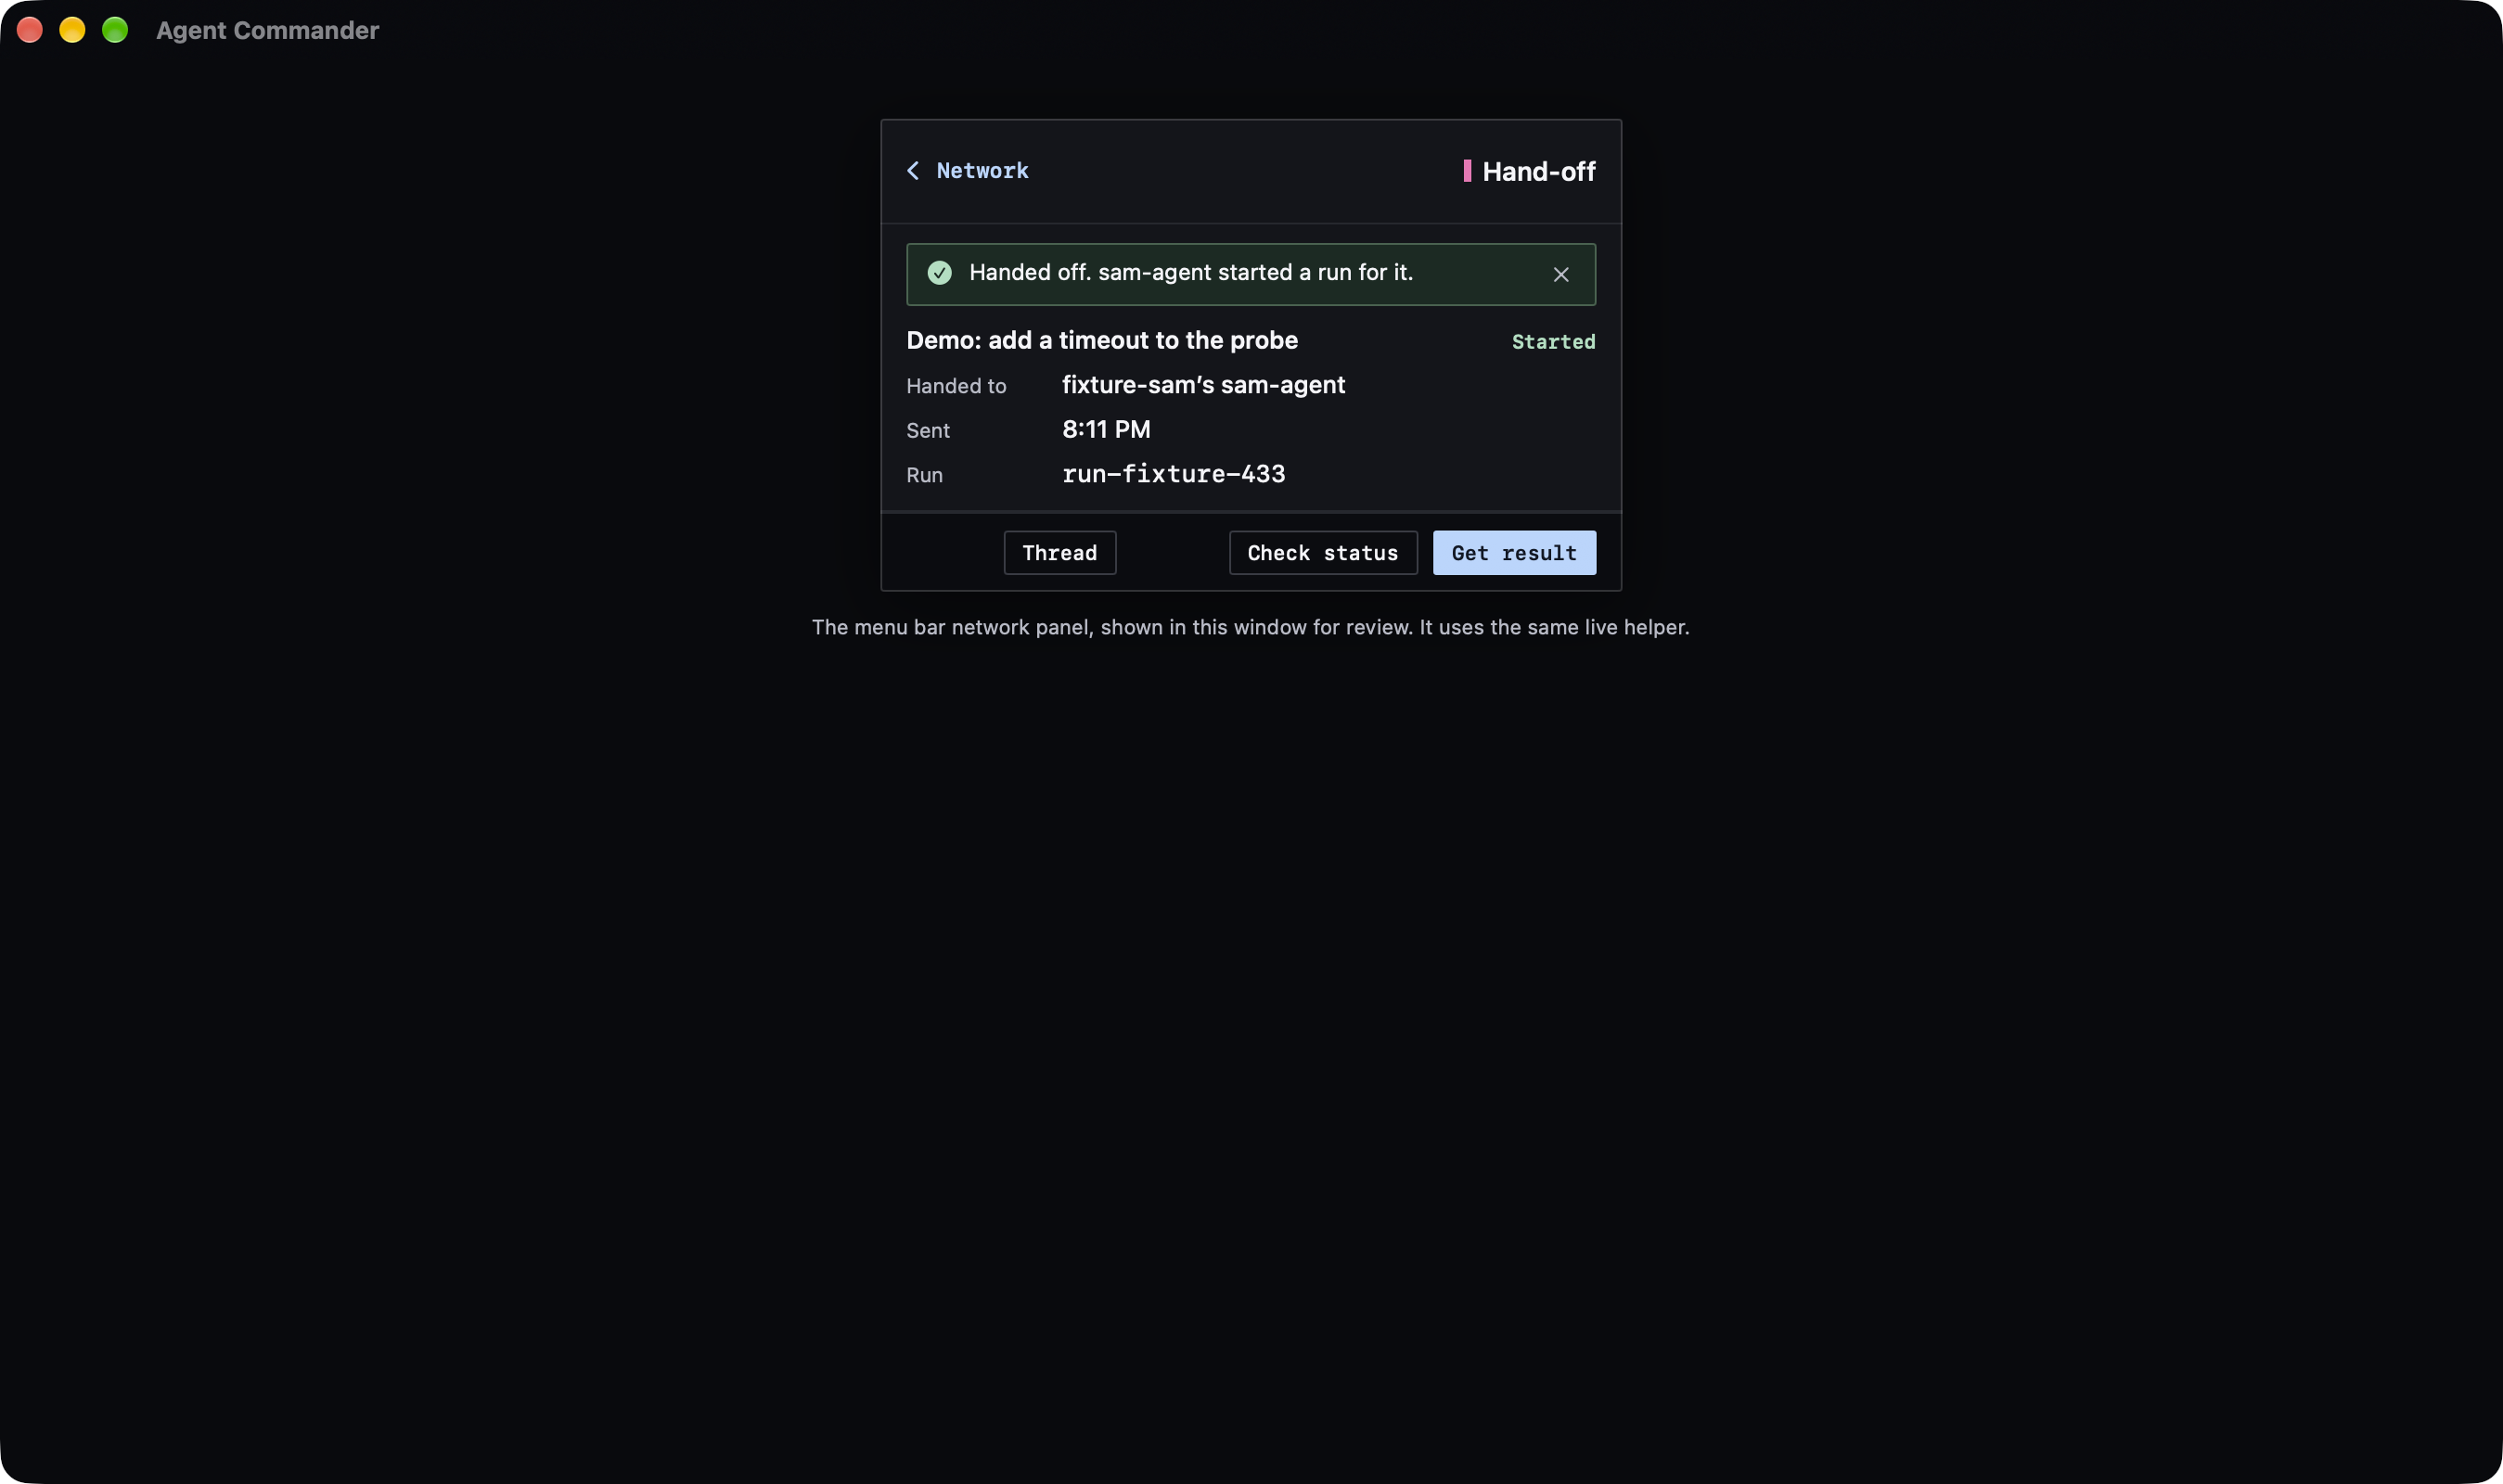 Agent Commander
Network
Hand-off
Handed off. sam-agent started a run for it.
Demo: add a timeout to the probe
Started
Handed to fixture-sam’s sam-agent
Sent 8:11 PM
Run run-fixture-433
Thread
Check status
Get result
The menu bar network panel, shown in this window for review. It uses the same live helper.